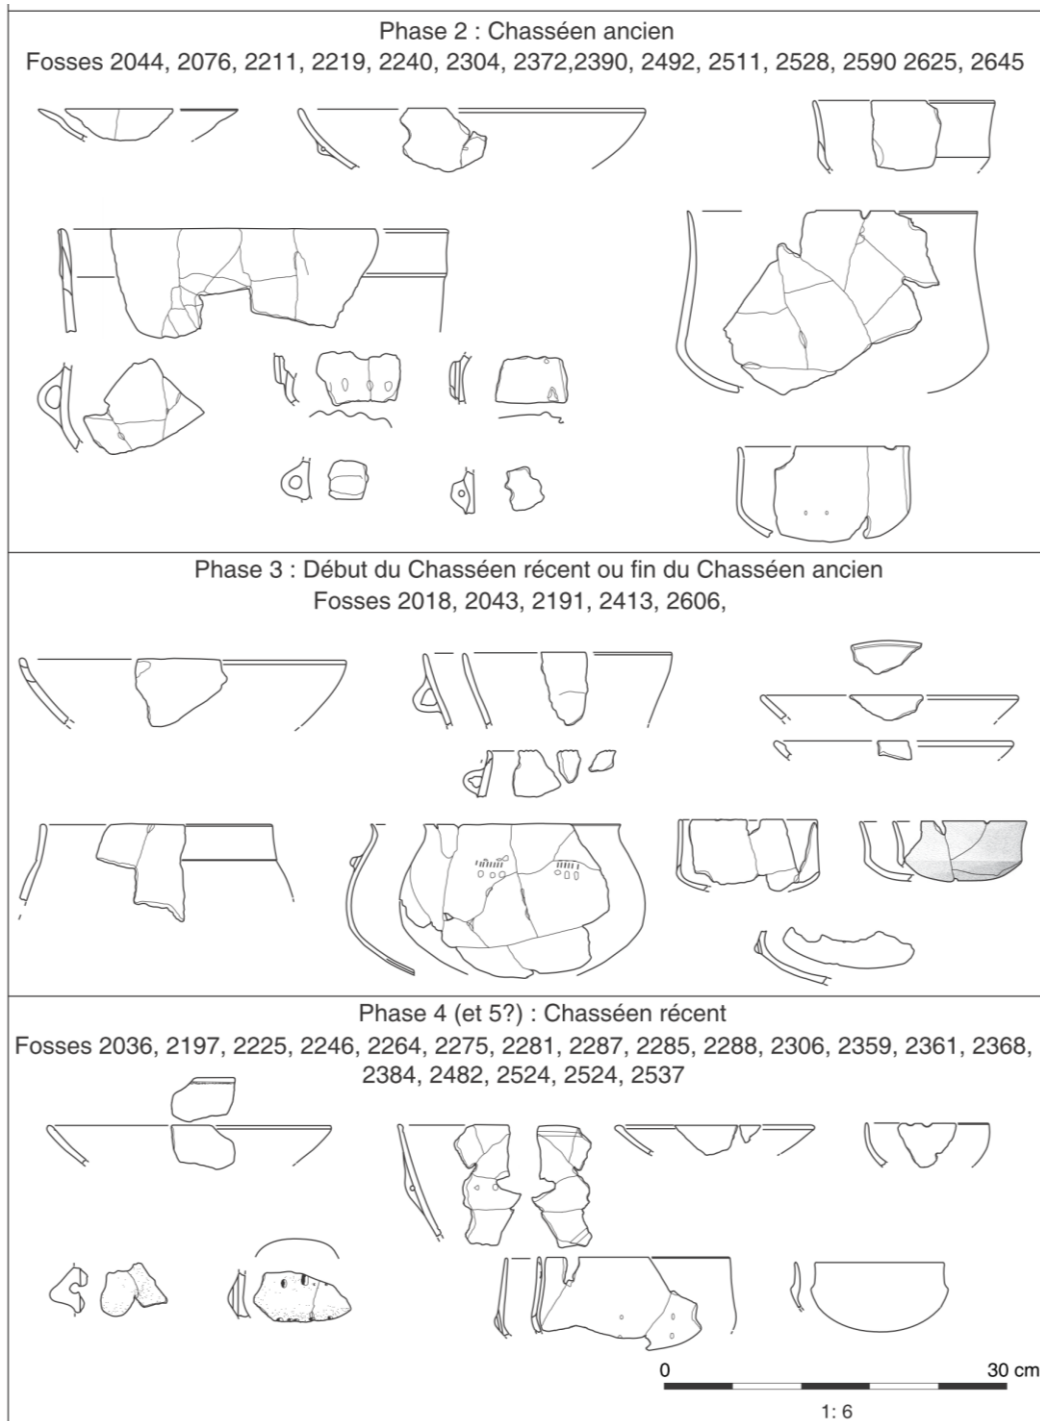 Phase 2 : Chasséen ancien
Fosses 2044, 2076, 2211, 2219, 2240, 2304, 2372,2390, 2492, 2511, 2528, 2590 2625, 2645
Phase 3 : Début du Chasséen récent ou fin du Chasséen ancien
Fosses 2018, 2043, 2191, 2413, 2606,
Phase 4 (et 5?) : Chasséen récent
Fosses 2036, 2197, 2225, 2246, 2264, 2275, 2281, 2287, 2285, 2288, 2306, 2359, 2361, 2368,
2384, 2482, 2524, 2524, 2537
0 30 cm
1: 6